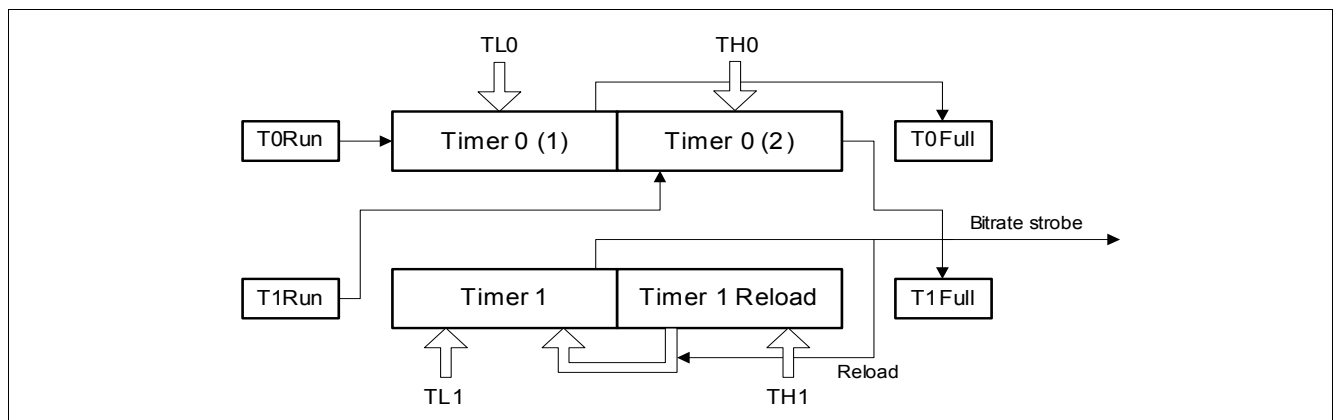 TL0
TH0
T0Run
Timer 0 (1)
Timer 0 (2)
T0Full
Bitrate strobe
T1Run
Timer 1
Timer 1 Reload
T1Full
Reload
TL1
TH1